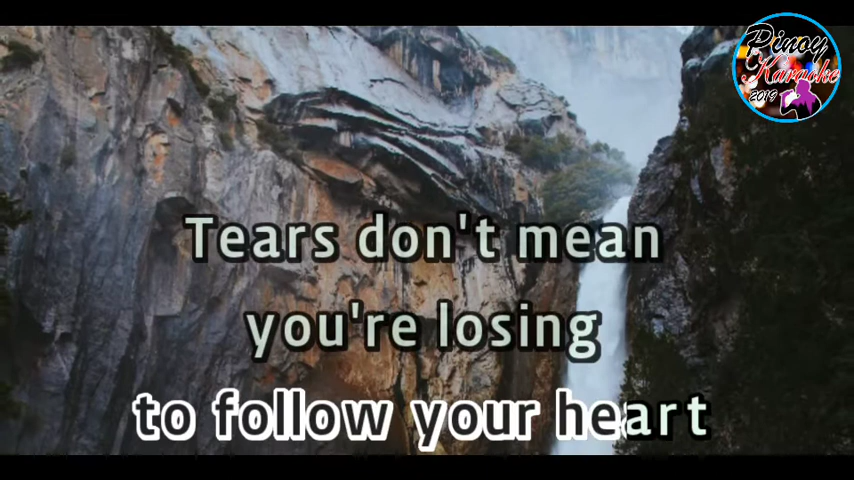 Pinoy
Karaoke
2019
Tears don't mean
you're losing
to follow your heart